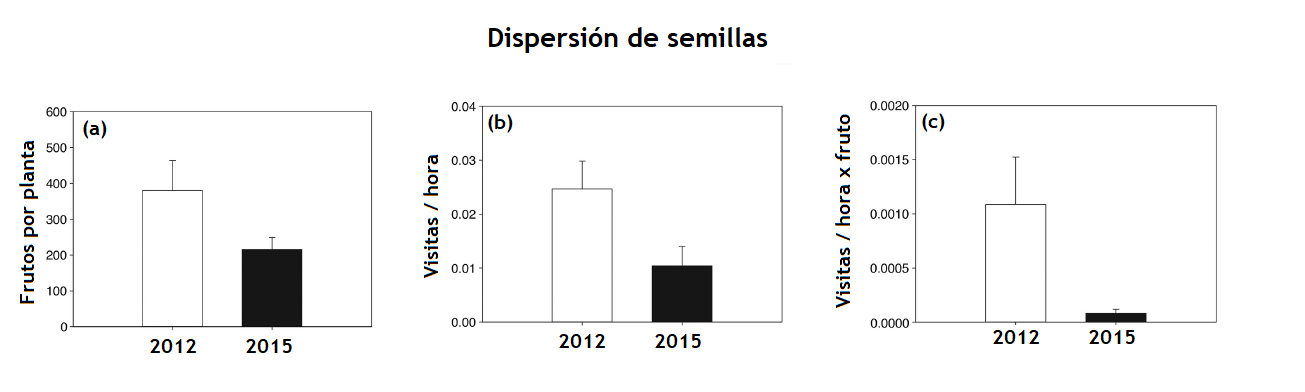 Dispersión de semillas
(a)
Frutos por planta
600
500
400
300
200
100
0
2012 2015
(b)
Visitas / hora
0.04
0.03
0.02
0.01
0.00
2012 2015
(c)
Visitas / hora x fruto
0.0020
0.0015
0.0010
0.0005
0.0000
2012 2015